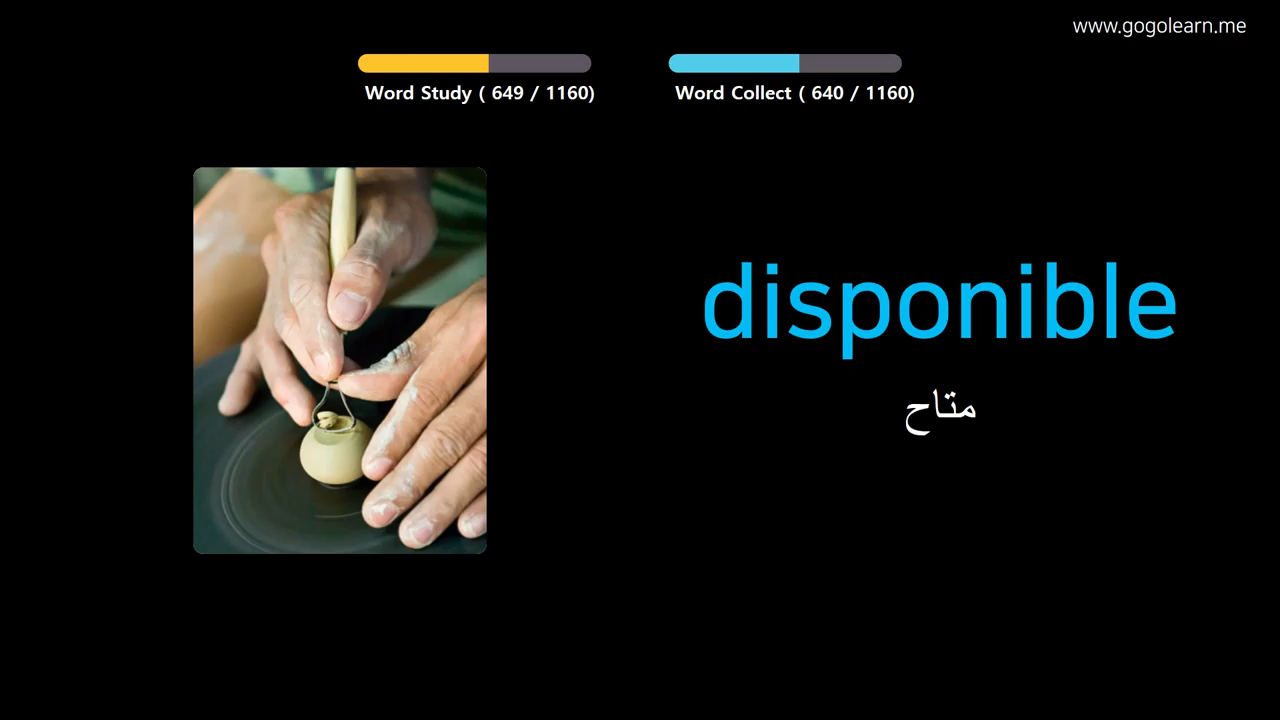 www.gogolearn.me
Word Study ( 649 / 1160)
Word Collect ( 640 / 1160)
disponible
متاح